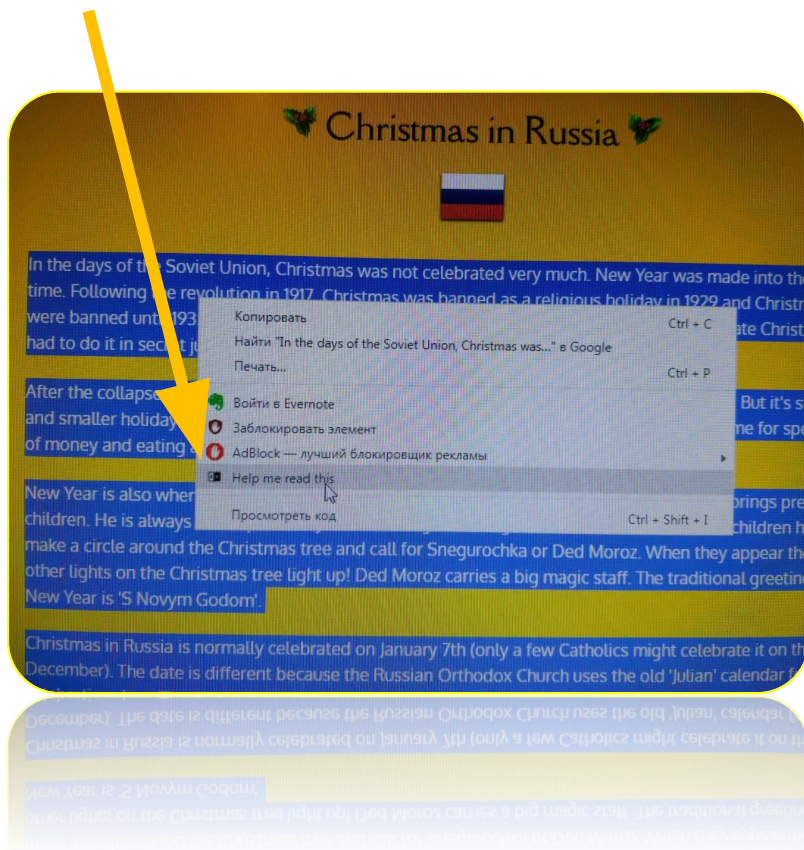 Christmas in Russia
In the days of the Soviet Union, Christmas was not celebrated very much. New Year was made into the
time. Following the revolution in 1917, Christmas was banned as a religious holiday in 1929 and Christm
were banned until 193
ate Christ
had to do it in secret ju
Копировать Ctrl + C
Найти "In the days of the Soviet Union, Christmas was..." в Google
Печать... Ctrl + P
Войти в Evernote
Заблокировать элемент
AdBlock — лучший блокировщик рекламы
Help me read this
Просмотреть код Ctrl + Shift + I
After the collapse
But it's s
and smaller holiday
me for spe
of money and eating
New Year is also when
brings pre
children. He is always
children h
make a circle around the Christmas tree and call for Snegurochka or Ded Moroz. When they appear the
other lights on the Christmas tree light up! Ded Moroz carries a big magic staff. The traditional greetin
New Year is 'S Novym Godom'.
Christmas in Russia is normally celebrated on January 7th (only a few Catholics might celebrate it on th
December). The date is different because the Russian Orthodox Church uses the old 'Julian' calendar f